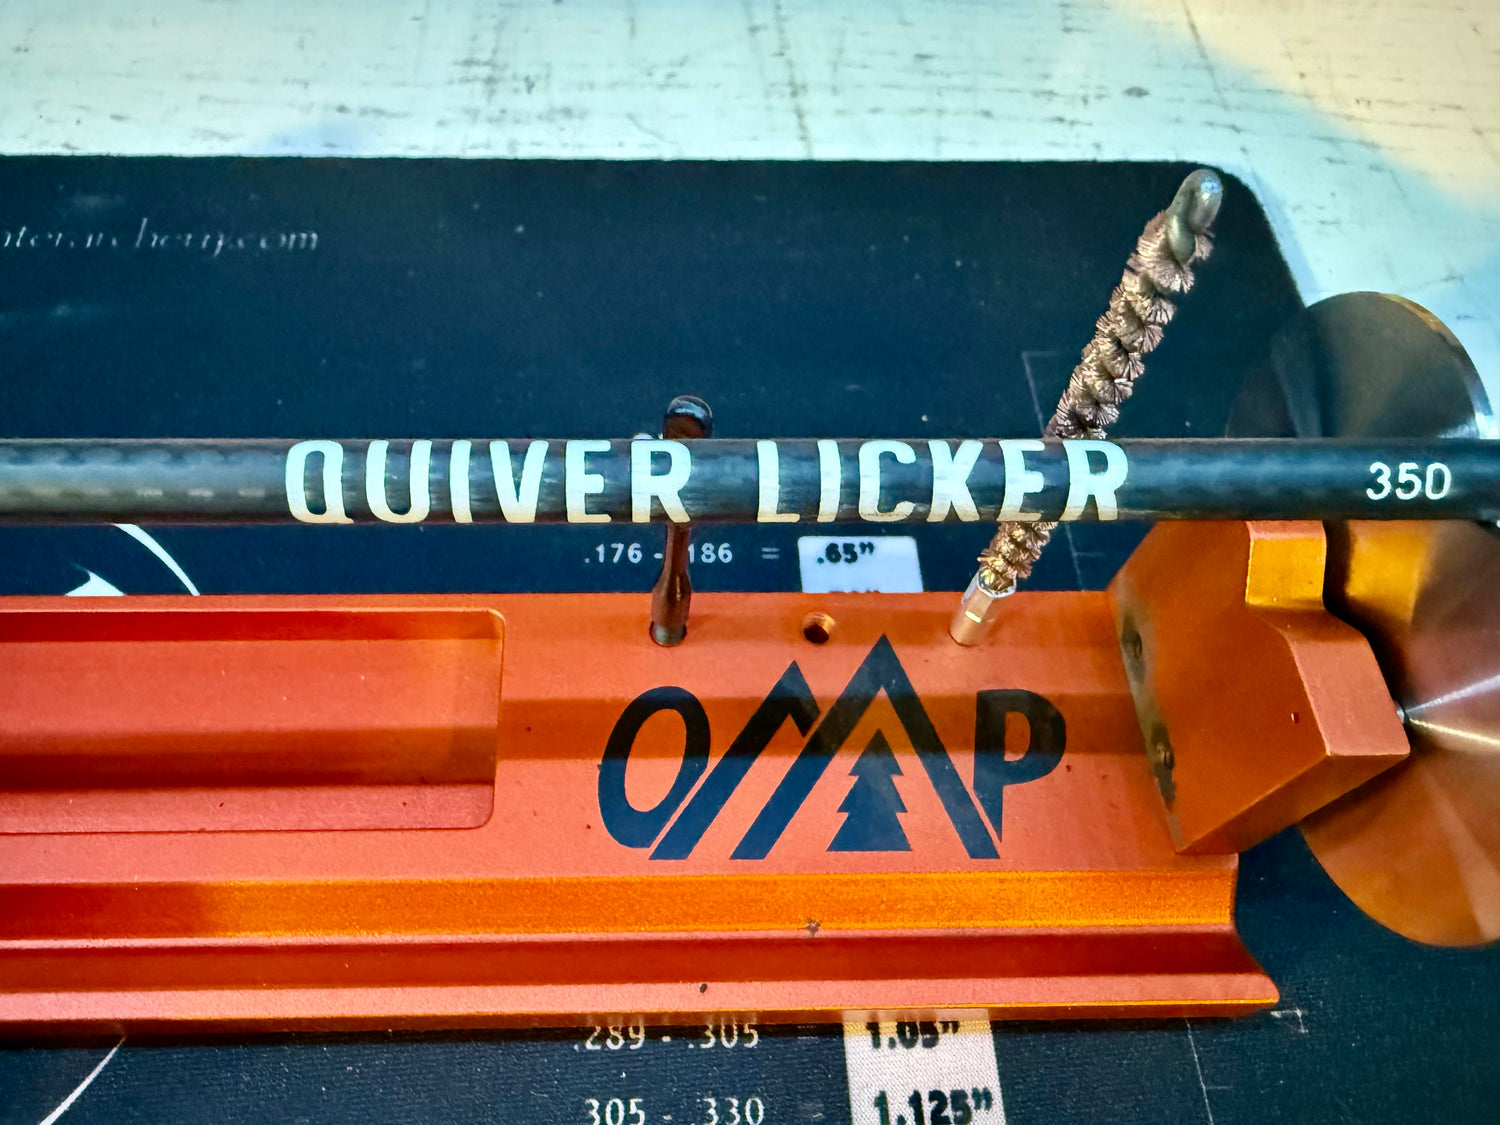 QUIVER LICKER 350
.176 - .186 = .65"
OMP
.289 - .305 1.05"
305 - .330 1.125"